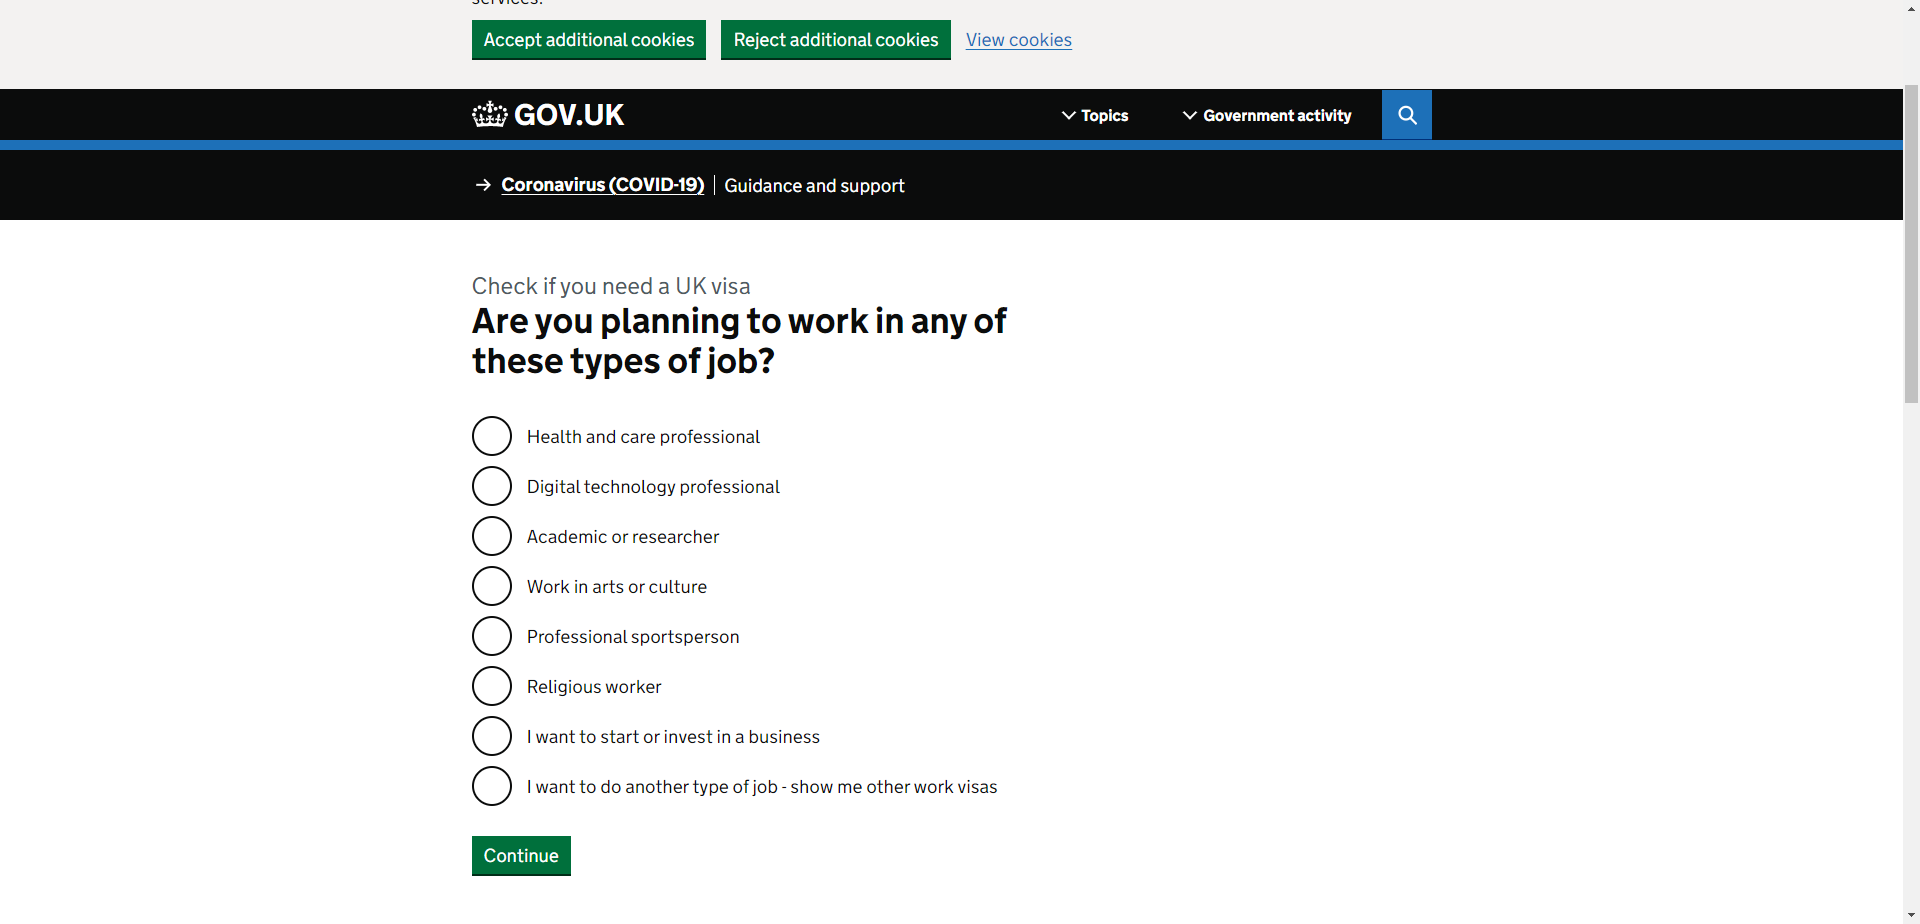 services.
Accept additional cookies
Reject additional cookies
View cookies
GOV.UK
Topics
Government activity
Coronavirus (COVID-19)
Guidance and support
Check if you need a UK visa
Are you planning to work in any of
these types of job?
Health and care professional
Digital technology professional
Academic or researcher
Work in arts or culture
Professional sportsperson
Religious worker
I want to start or invest in a business
I want to do another type of job - show me other work visas
Continue